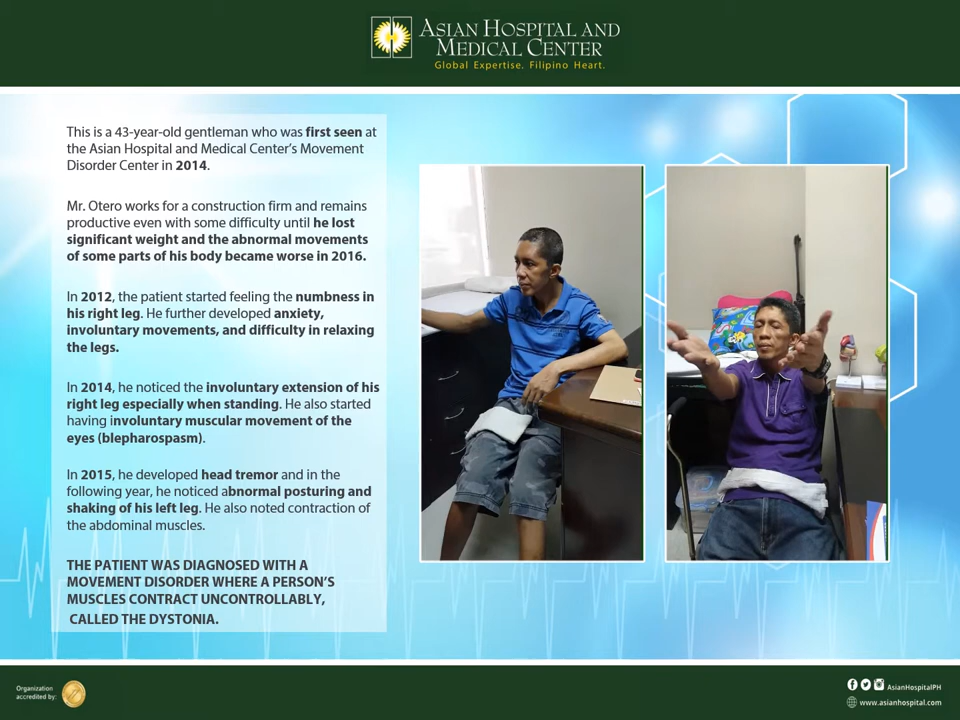 ASIAN HOSPITAL AND
MEDICAL CENTER
Global Expertise. Filipino Heart.
This is a 43-year-old gentleman who was first seen at
the Asian Hospital and Medical Center's Movement
Disorder Center in 2014.
Mr. Otero works for a construction firm and remains
productive even with some difficulty until he lost
significant weight and the abnormal movements
of some parts of his body became worse in 2016.
In 2012, the patient started feeling the numbness in
his right leg. He further developed anxiety,
involuntary movements, and difficulty in relaxing
the legs.
In 2014, he noticed the involuntary extension of his
right leg especially when standing. He also started
having involuntary muscular movement of the
eyes (blepharospasm).
In 2015, he developed head tremor and in the
following year, he noticed abnormal posturing and
shaking of his left leg. He also noted contraction of
the abdominal muscles.
THE PATIENT WAS DIAGNOSED WITH A
MOVEMENT DISORDER WHERE A PERSON'S
MUSCLES CONTRACT UNCONTROLLABLY,
CALLED THE DYSTONIA.
Organization
accredited by:
AsianHospitalPH
www.asianhospital.com